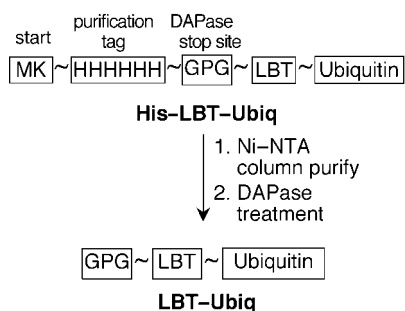 start purification tag DAPase stop site
MK ~ HHHHHH ~ GPG ~ LBT ~ Ubiquitin
His–LBT–Ubiq
1. Ni–NTA
column purify
2. DAPase
treatment
GPG ~ LBT ~ Ubiquitin
LBT–Ubiq